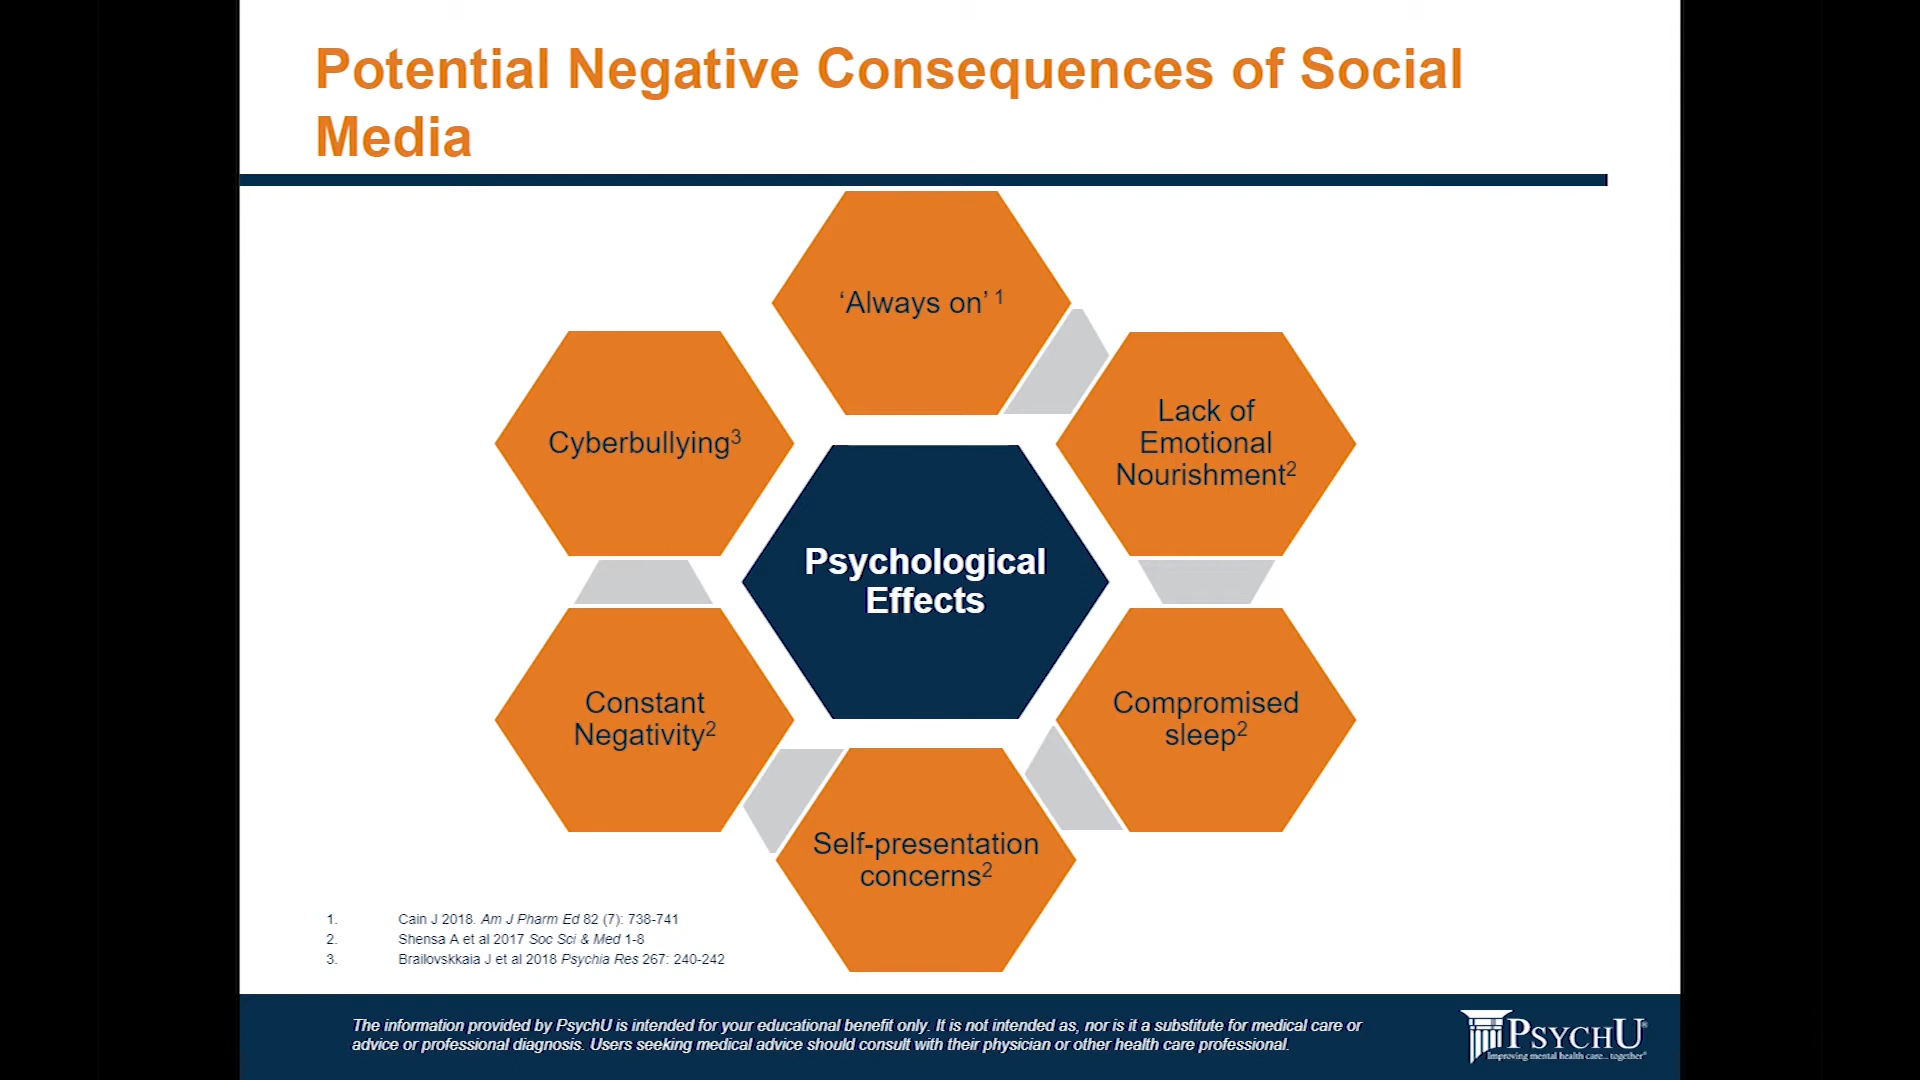 Potential Negative Consequences of Social
Media
‘Always on’ 1
Lack of
Emotional
Nourishment2
Compromised
sleep2
Self-presentation
concerns2
Constant
Negativity2
Cyberbullying3
Psychological
Effects
1. Cain J 2018. Am J Pharm Ed 82 (7): 738-741
2. Shensa A et al 2017 Soc Sci & Med 1-8
3. Brailovskkaia J et al 2018 Psychia Res 267: 240-242
The information provided by PsychU is intended for your educational benefit only. It is not intended as, nor is it a substitute for medical care or
advice or professional diagnosis. Users seeking medical advice should consult with their physician or other health care professional.
PSYCHU®
Improving mental health care... together®